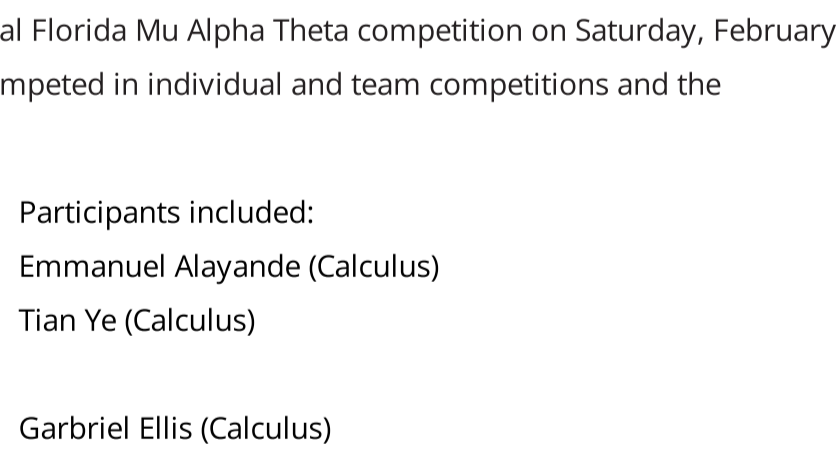 al Florida Mu Alpha Theta competition on Saturday, February
mpeted in individual and team competitions and the
Participants included:
Emmanuel Alayande (Calculus)
Tian Ye (Calculus)
Garbriel Ellis (Calculus)